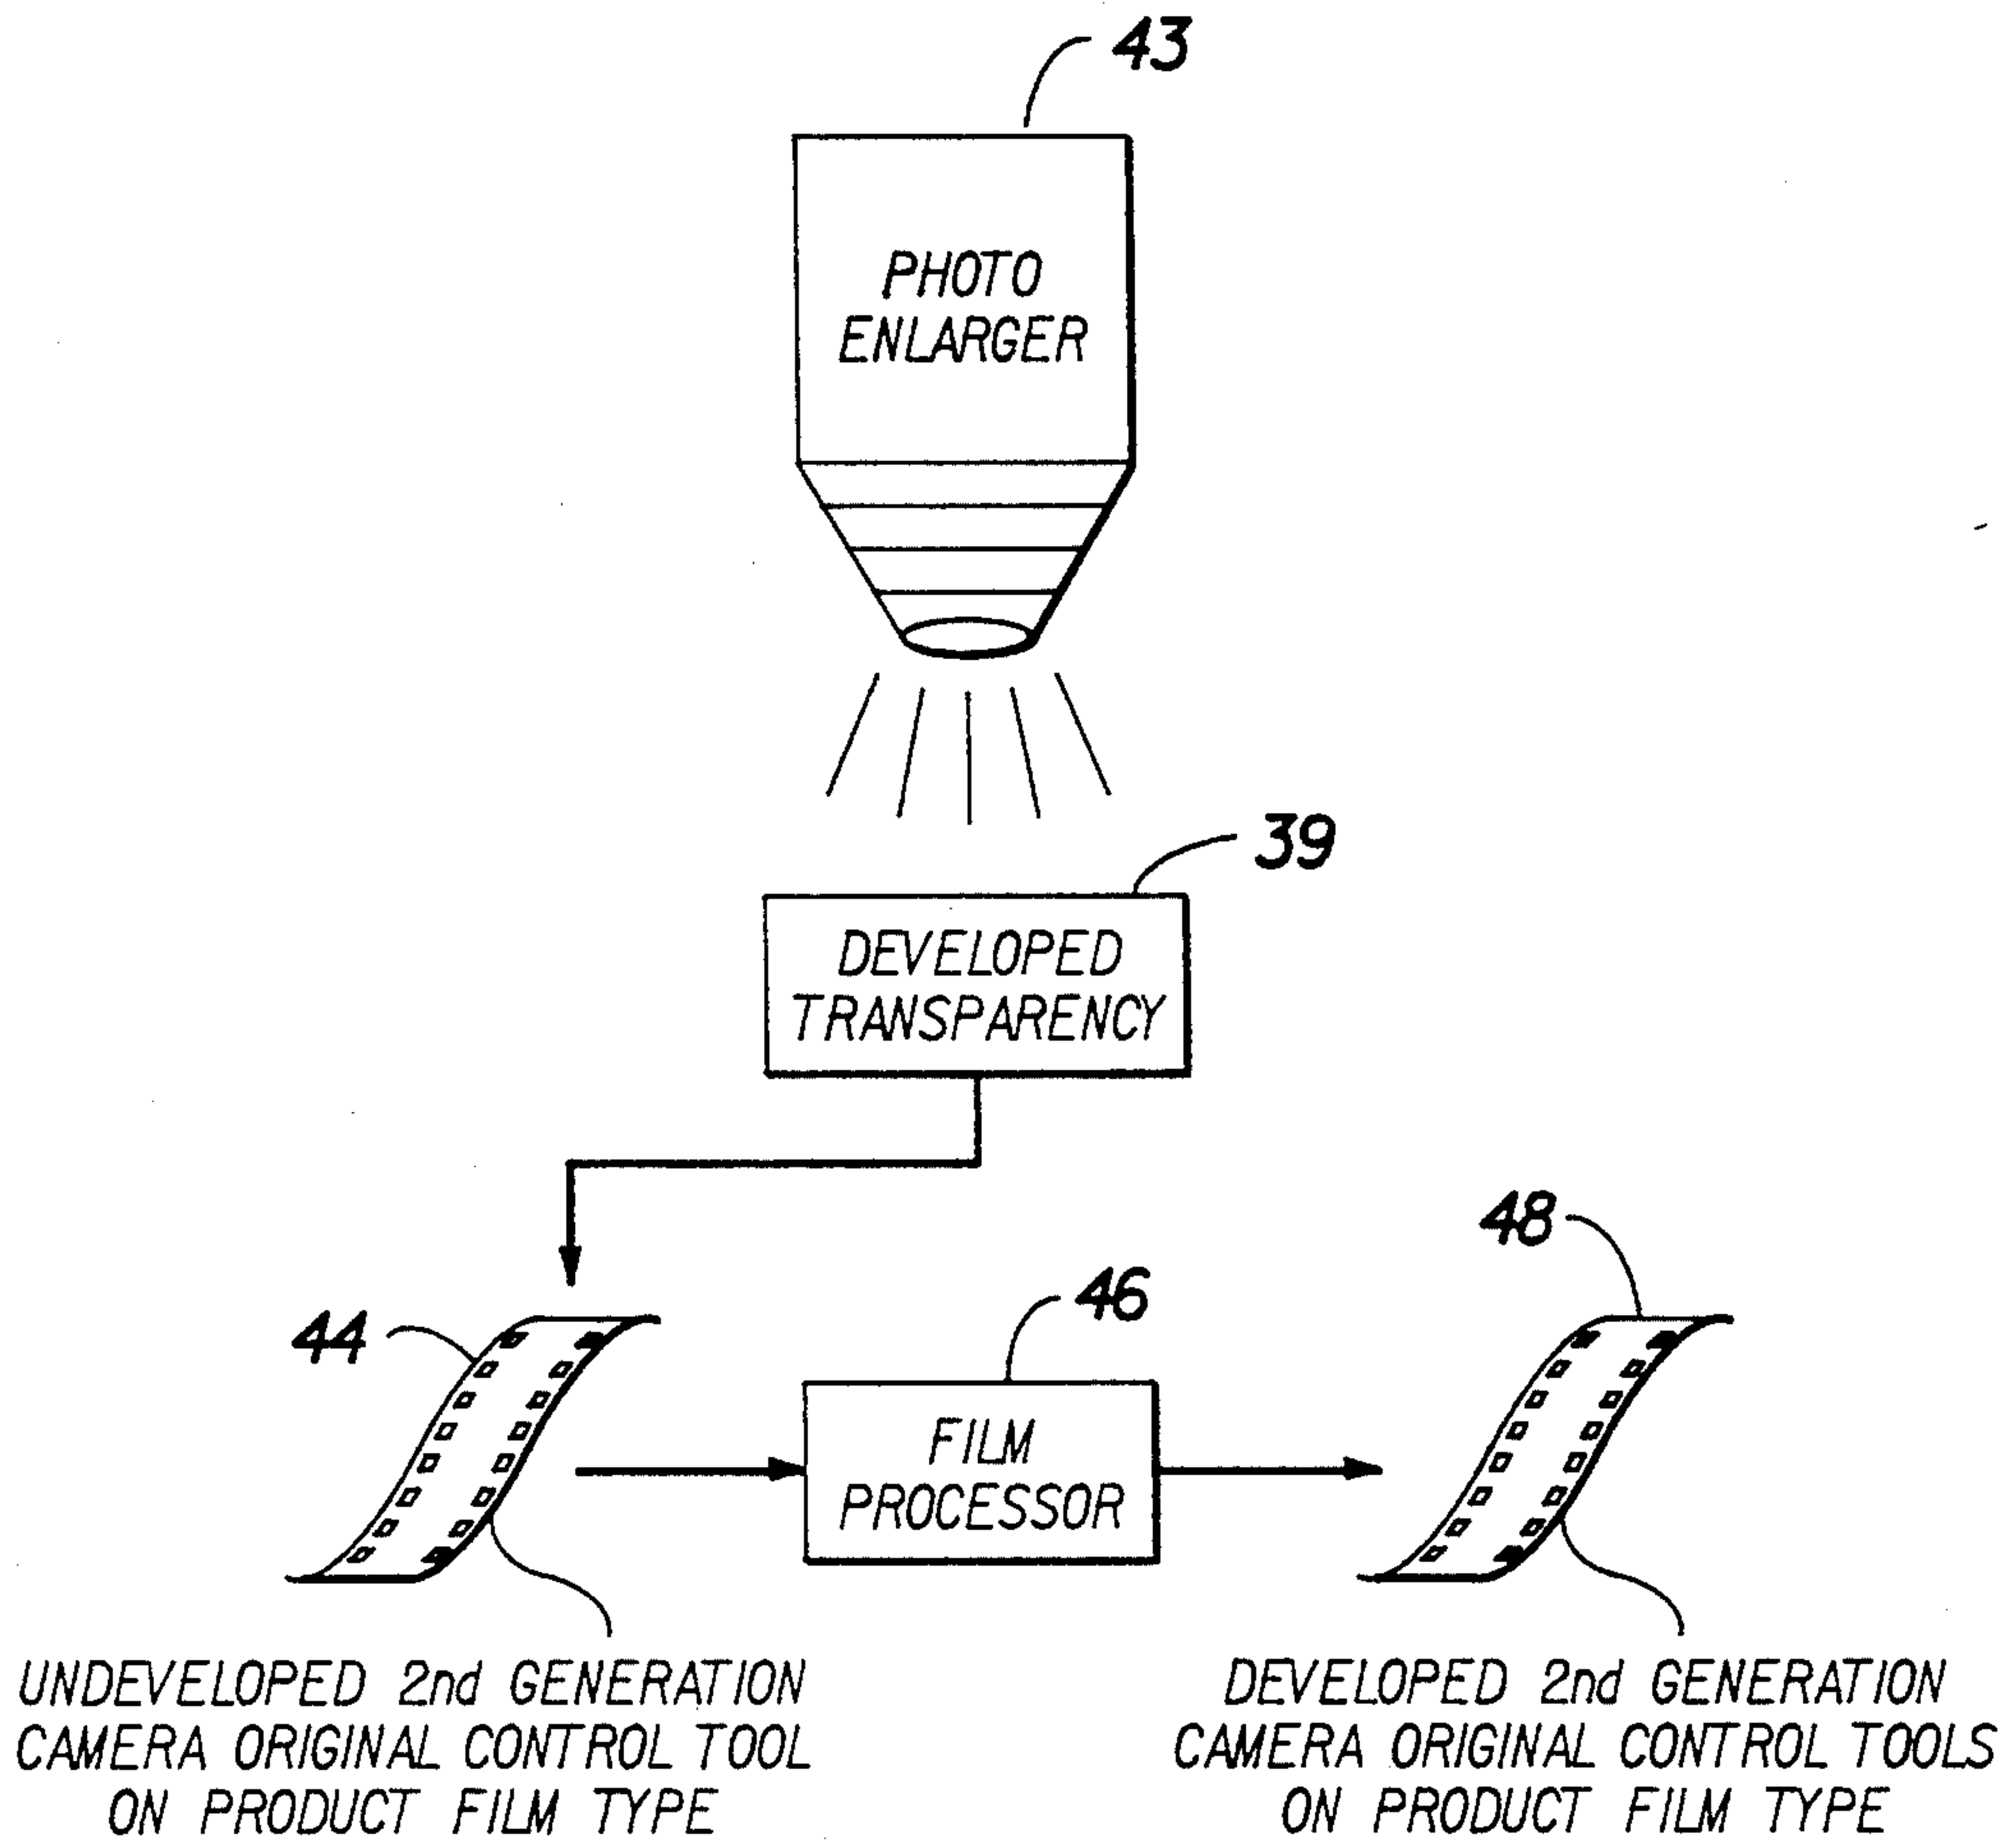 43
PHOTO
ENLARGER
39
DEVELOPED
TRANSPARENCY
48
46
44
FILM
PROCESSOR
UNDEVELOPED 2nd GENERATION
CAMERA ORIGINAL CONTROL TOOL
ON PRODUCT FILM TYPE
DEVELOPED 2nd GENERATION
CAMERA ORIGINAL CONTROL TOOLS
ON PRODUCT FILM TYPE